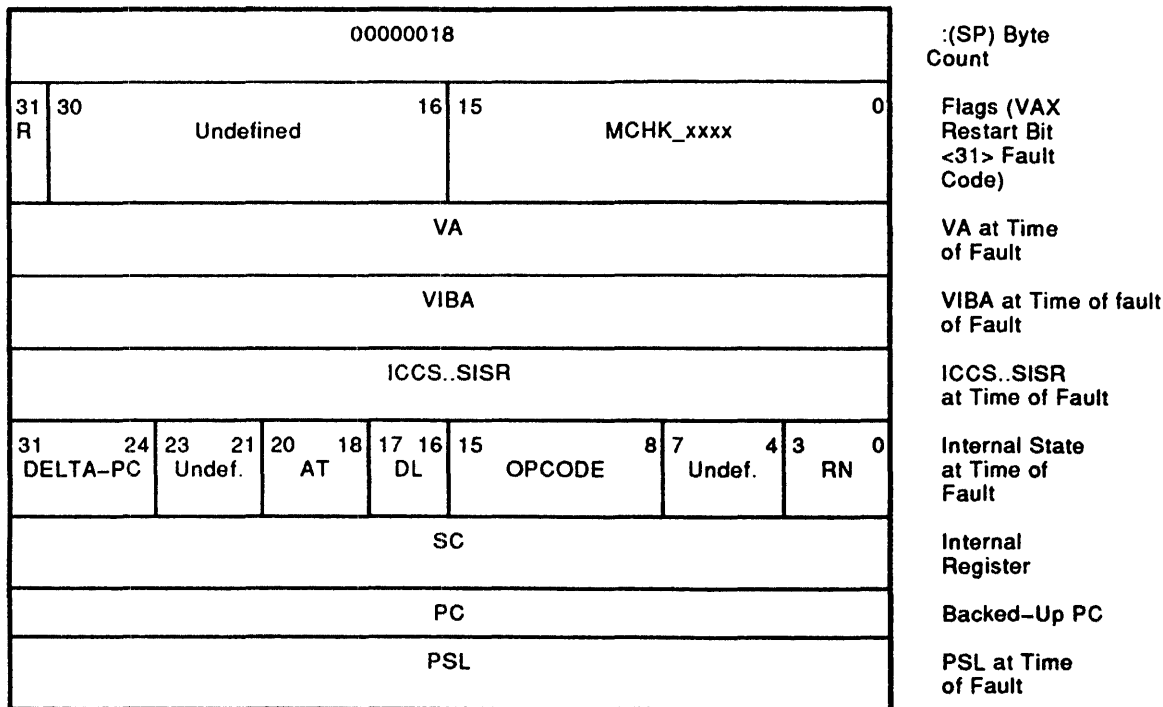 00000018
:(SP) Byte
Count
31 30 16 15 0
R Undefined MCHK_xxxx
Flags (VAX
Restart Bit
<31> Fault
Code)
VA
VA at Time
of Fault
VIBA
VIBA at Time of fault
of Fault
ICCS..SISR
ICCS..SISR
at Time of Fault
31 24 23 21 20 18 17 16 15 8 7 4 3 0
DELTA–PC Undef. AT DL OPCODE Undef. RN
Internal State
at Time of
Fault
SC
Internal
Register
PC
Backed–Up PC
PSL
PSL at Time
of Fault